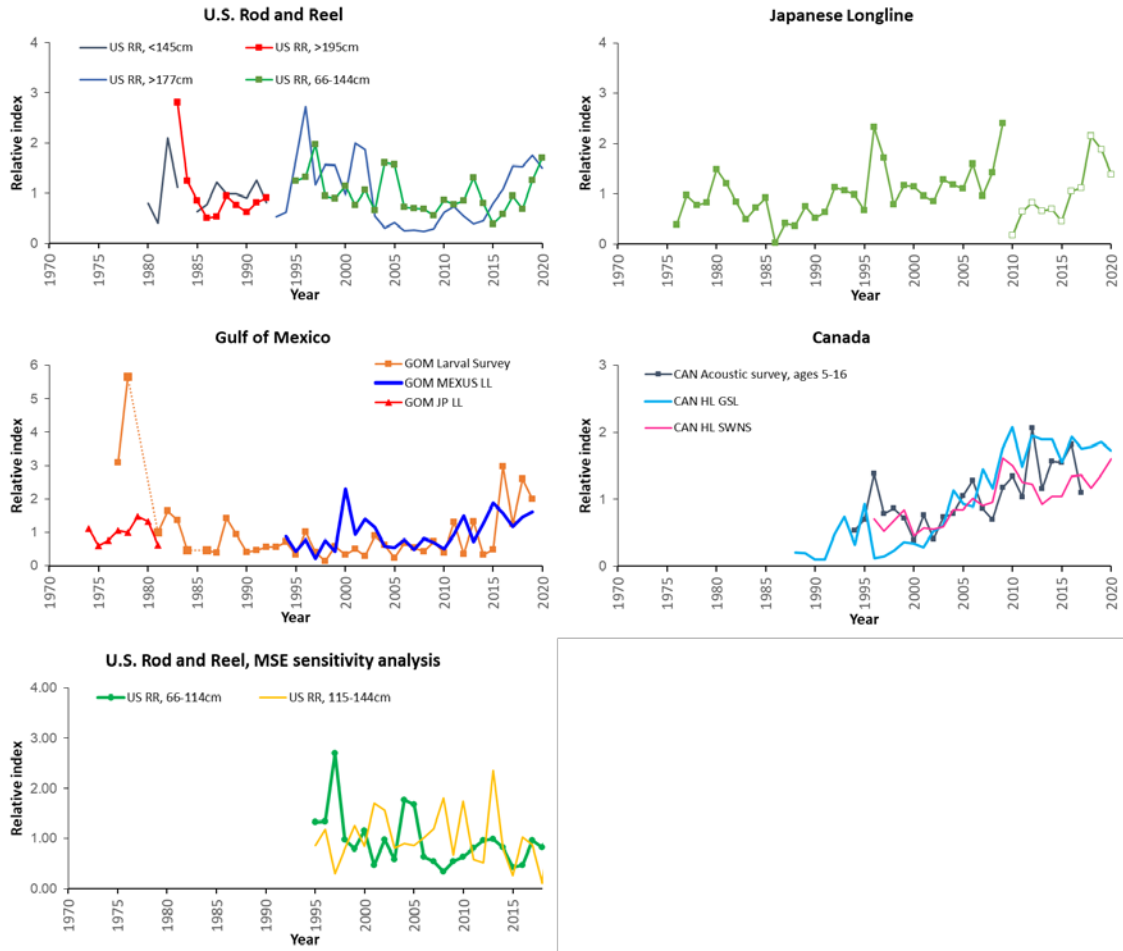 U.S. Rod and Reel
US RR, <145cm
US RR, >195cm
US RR, >177cm
US RR, 66-144cm
Relative index
4
3
2
1
0
1970
1975
1980
1985
1990
1995
2000
2005
2010
2015
2020
Year
Japanese Longline
Relative index
4
3
2
1
0
1970
1975
1980
1985
1990
1995
2000
2005
2010
2015
2020
Year
Gulf of Mexico
GOM Larval Survey
GOM MEXUS LL
GOM JP LL
Relative index
6
5
4
3
2
1
0
1970
1975
1980
1985
1990
1995
2000
2005
2010
2015
2020
Year
Canada
CAN Acoustic survey, ages 5-16
CAN HL GSL
CAN HL SWNS
Relative index
3
2
1
0
1970
1975
1980
1985
1990
1995
2000
2005
2010
2015
2020
Year
U.S. Rod and Reel, MSE sensitivity analysis
US RR, 66-114cm
US RR, 115-144cm
Relative index
4.00
3.00
2.00
1.00
0.00
1970
1975
1980
1985
1990
1995
2000
2005
2010
2015
Year